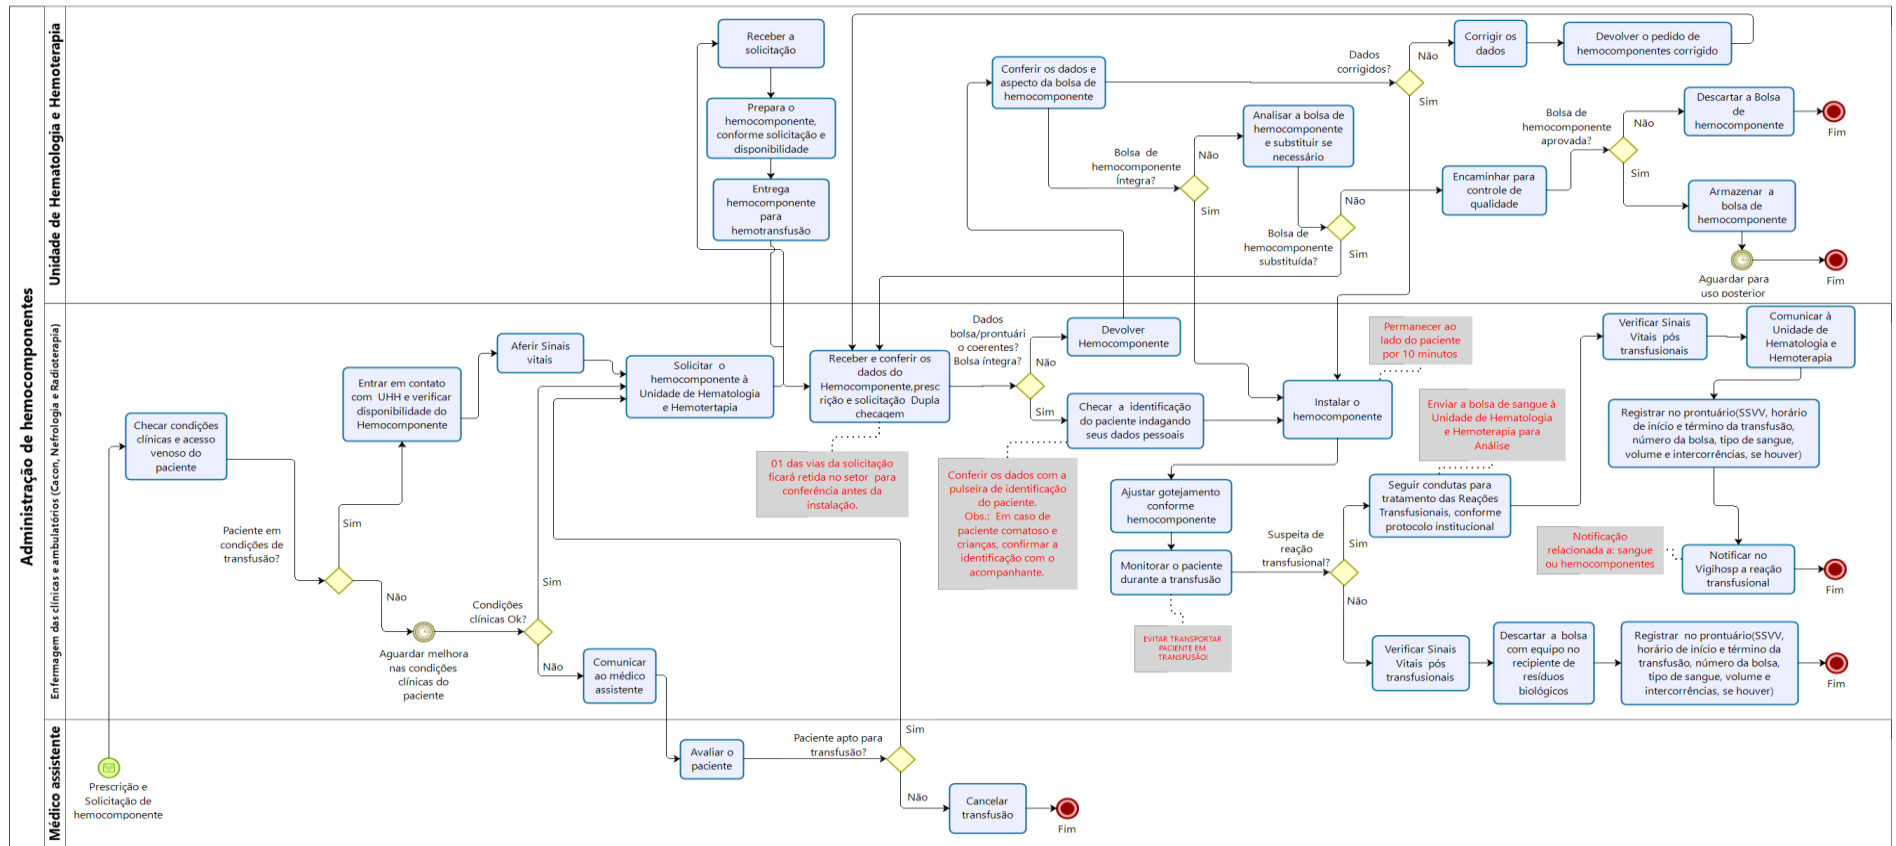 Administração de hemocomponentes
Unidade de Hematologia e Hemoterapia
Receber a
solicitação
Prepara o
hemocomponente,
conforme solicitação e
disponibilidade
Entrega
hemocomponente
para
hemotransfusão
Conferir os dados e
aspecto da bolsa de
hemocomponente
Dados
corrigidos?
Não
Sim
Corrigir os
dados
Devolver o pedido de
hemocomponentes corrigido
Bolsa de
hemocomponente
Íntegra?
Não
Sim
Analisar a bolsa de
hemocomponente
e substituir se
necessário
Bolsa de
hemocomponente
substituída?
Não
Sim
Encaminhar para
controle de
qualidade
Bolsa de
hemocomponente
aprovada?
Não
Sim
Descartar a Bolsa
de
hemocomponente
Fim
Armazenar a
bolsa de
hemocomponente
Aguardar para
uso posterior
Fim
Enfermagem das clínicas e ambulatórios (Cacon, Nefrologia e Radioterapia)
Checar condições
clínicas e acesso
venoso do
paciente
Paciente em
condições de
transfusão?
Sim
Não
Entrar em contato
com UHH e verificar
disponibilidade do
Hemocomponente
Aferir Sinais
vitais
Aguardar melhora
nas condições
clínicas do
paciente
Condições
clínicas Ok?
Sim
Não
Comunicar
ao médico
assistente
Solicitar o
hemocomponente à
Unidade de Hematologia
e Hemotertapia
Receber e conferir os
dados do
Hemocomponente,presc
rição e solicitação Dupla
checagem
01 das vias da solicitação
ficará retida no setor para
conferência antes da
instalação.
Dados
bolsa/prontuári
o coerentes?
Bolsa íntegra?
Não
Sim
Devolver
Hemocomponente
Checar a identificação
do paciente indagando
seus dados pessoais
Conferir os dados com a
pulseira de identificação
do paciente.
Obs.: Em caso de
paciente comatoso e
crianças, confirmar a
identificação com o
acompanhante.
Permanecer ao
lado do paciente
por 10 minutos
Instalar o
hemocomponente
Ajustar gotejamento
conforme
hemocomponente
Monitorar o paciente
durante a transfusão
EVITAR TRANSPORTAR
PACIENTE EM
TRANSFUSÃO!
Suspeita de
reação
transfusional?
Sim
Não
Enviar a bolsa de sangue à
Unidade de Hematologia
e Hemoterapia para
Análise
Seguir condutas para
tratamento das Reações
Transfusionais, conforme
protocolo institucional
Verificar Sinais
Vitais pós
transfusionais
Comunicar à
Unidade de
Hematologia e
Hemoterapia
Registrar no prontuário(SSVV, horário
de início e término da transfusão,
número da bolsa, tipo de sangue,
volume e intercorrências, se houver)
Notificação
relacionada a: sangue
ou hemocomponentes
Notificar no
Vigihosp a reação
transfusional
Fim
Verificar Sinais
Vitais pós
transfusionais
Descartar a bolsa
com equipo no
recipiente de
resíduos
biológicos
Registrar no prontuário(SSVV,
horário de início e término da
transfusão, número da bolsa,
tipo de sangue, volume e
intercorrências, se houver)
Fim
Médico assistente
Prescrição e
Solicitação de
hemocomponente
Avaliar o
paciente
Paciente apto para
transfusão?
Sim
Não
Cancelar
transfusão
Fim